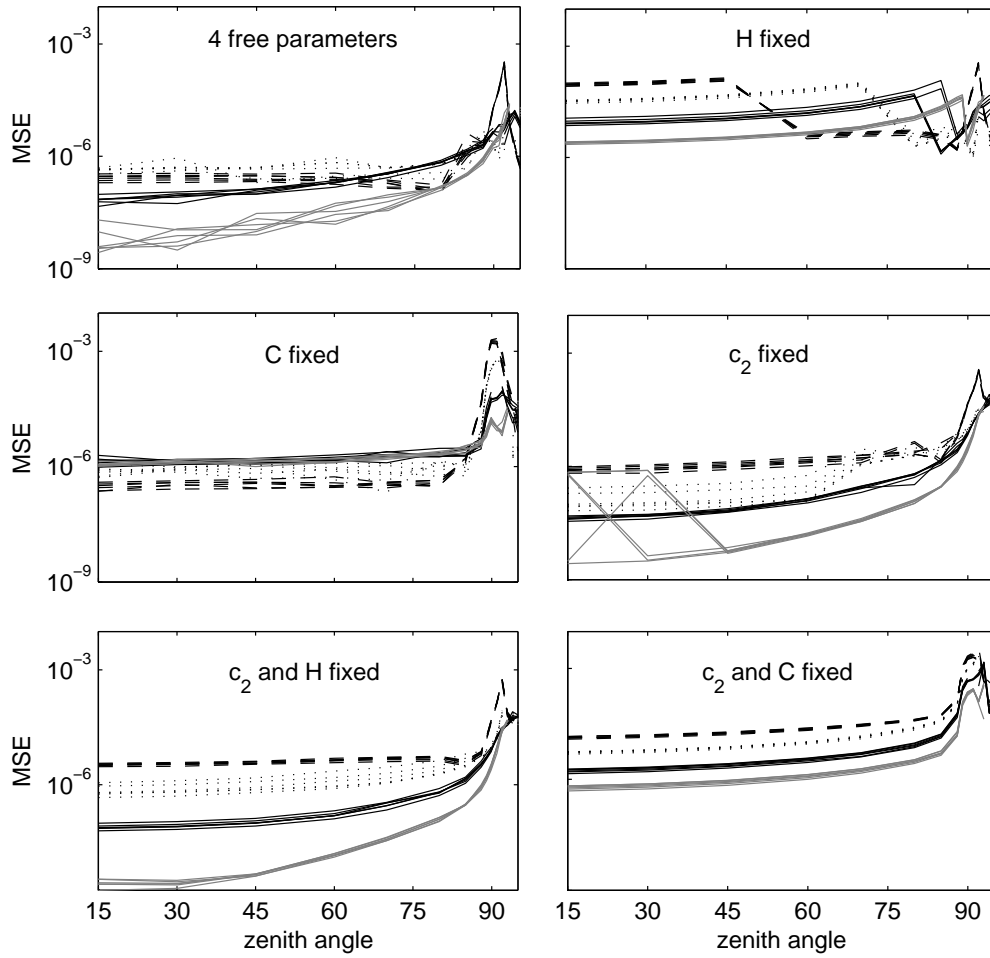 4 free parameters
MSE
10⁻³
10⁻⁶
10⁻⁹
H fixed
C fixed
MSE
10⁻³
10⁻⁶
10⁻⁹
c₂ fixed
c₂ and H fixed
MSE
10⁻³
10⁻⁶
15 30 45 60 75 90
zenith angle
c₂ and C fixed
15 30 45 60 75 90
zenith angle